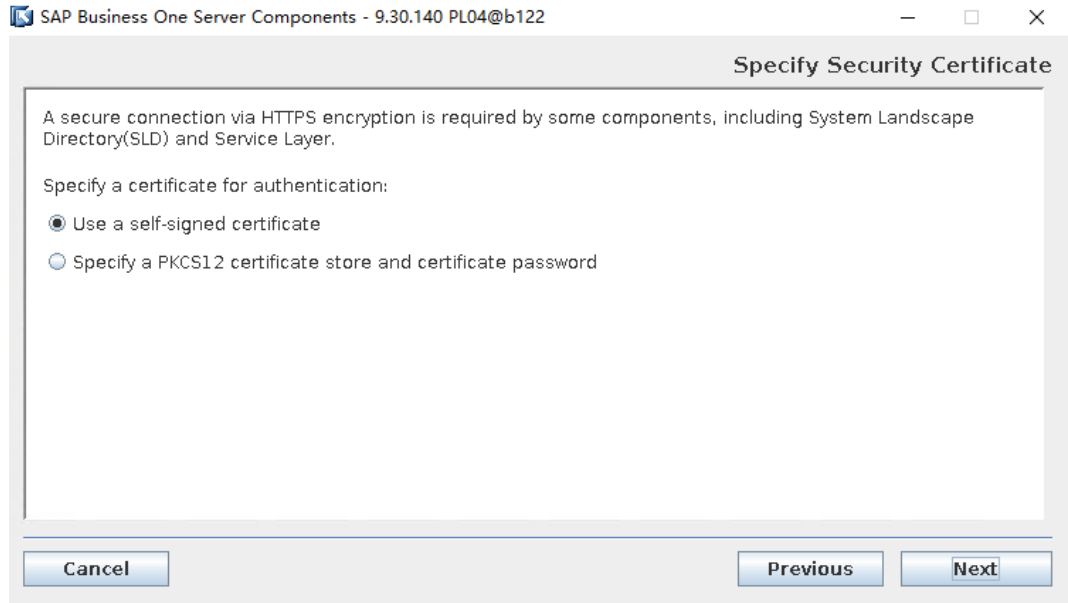 SAP Business One Server Components - 9.30.140 PL04@b122
Specify Security Certificate
A secure connection via HTTPS encryption is required by some components, including System Landscape
Directory(SLD) and Service Layer.
Specify a certificate for authentication:
Use a self-signed certificate
Specify a PKCS12 certificate store and certificate password
Cancel
Previous
Next